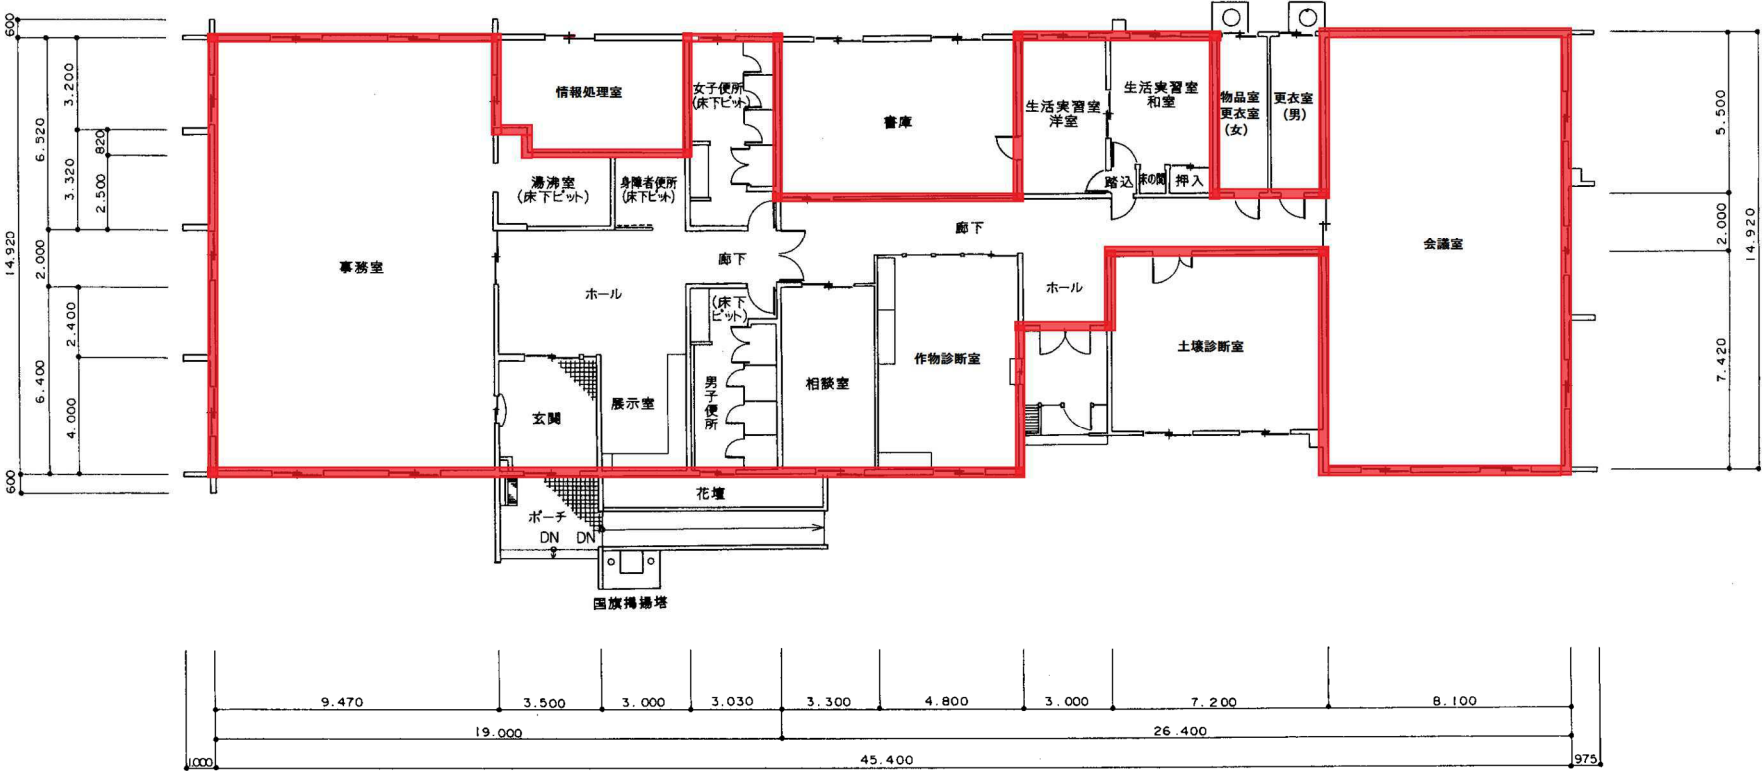 600
3.200
6.520
820
3.320
2.500
14.920
2.000
2.400
6.400
4.000
600
情報処理室
女子便所
(床下ピット)
書庫
生活実習室
洋室
生活実習室
和室
物品室
更衣室
(女)
更衣室
(男)
湯沸室
(床下ピット)
身障者便所
(床下ピット)
踏込
床の間
押入
事務室
廊下
廊下
会議室
ホール
(床下
ピット)
ホール
作物診断室
土壌診断室
相談室
男子便所
展示室
玄関
花壇
ポーチ
DN
DN
国旗掲揚塔
5.500
2.000
14.920
7.420
9.470
3.500
3.000
3.030
3.300
4.800
3.000
7.200
8.100
19.000
26.400
1.000
45.400
975